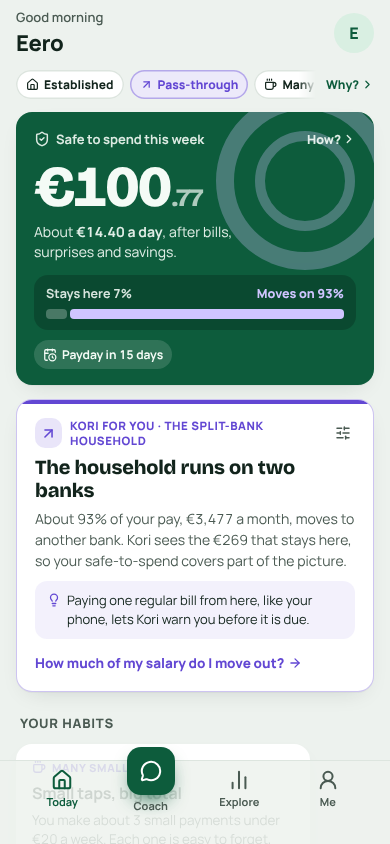 Good morning
Eero
E
Established
Pass-through
Many
Why?
Safe to spend this week
How?
€100.77
About €14.40 a day, after bills,
surprises and savings.
Stays here 7%
Moves on 93%
Payday in 15 days
KORI FOR YOU · THE SPLIT-BANK
HOUSEHOLD
The household runs on two
banks
About 93% of your pay, €3,477 a month, moves to
another bank. Kori sees the €269 that stays here,
so your safe-to-spend covers part of the picture.
Paying one regular bill from here, like your
phone, lets Kori warn you before it is due.
How much of my salary do I move out?
YOUR HABITS
MANY SMALL
Small taps, big total
You make about 3 small payments under
€20 a week. Each one is easy to forget.
Today
Coach
Explore
Me